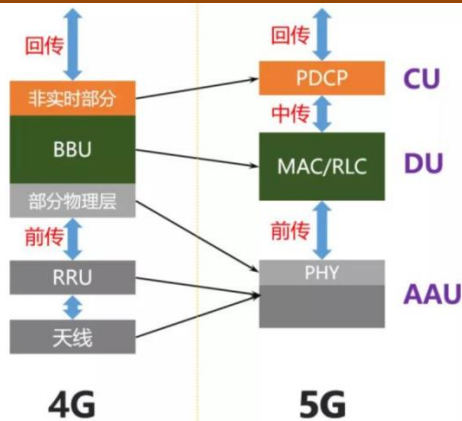 回传
非实时部分
BBU
部分物理层
前传
RRU
天线
4G
回传
PDCP
CU
中传
MAC/RLC
DU
前传
PHY
AAU
5G